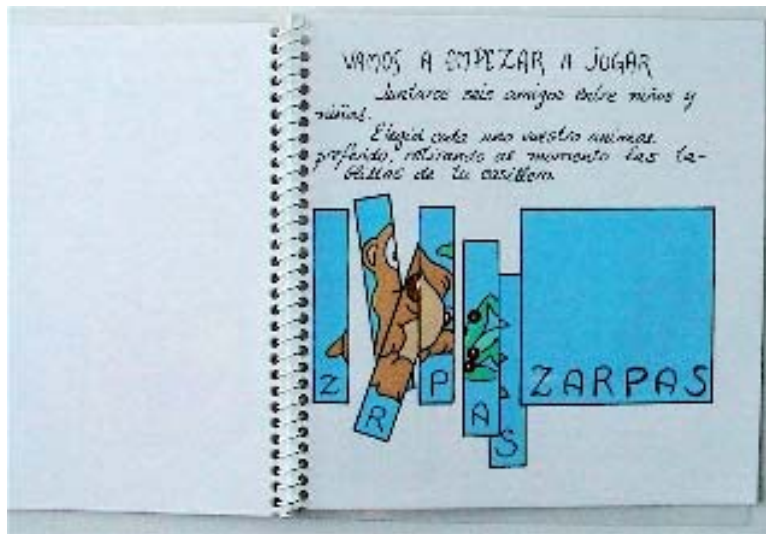 VAMOS A EMPEZAR A JUGAR
Juntarse seis amigos entre niños y
niñas.
Elegid cada uno vuestro animal
preferido, retirando al momento las ta-
blillas de tu casillero
Z
R
P
A
S
ZARPAS